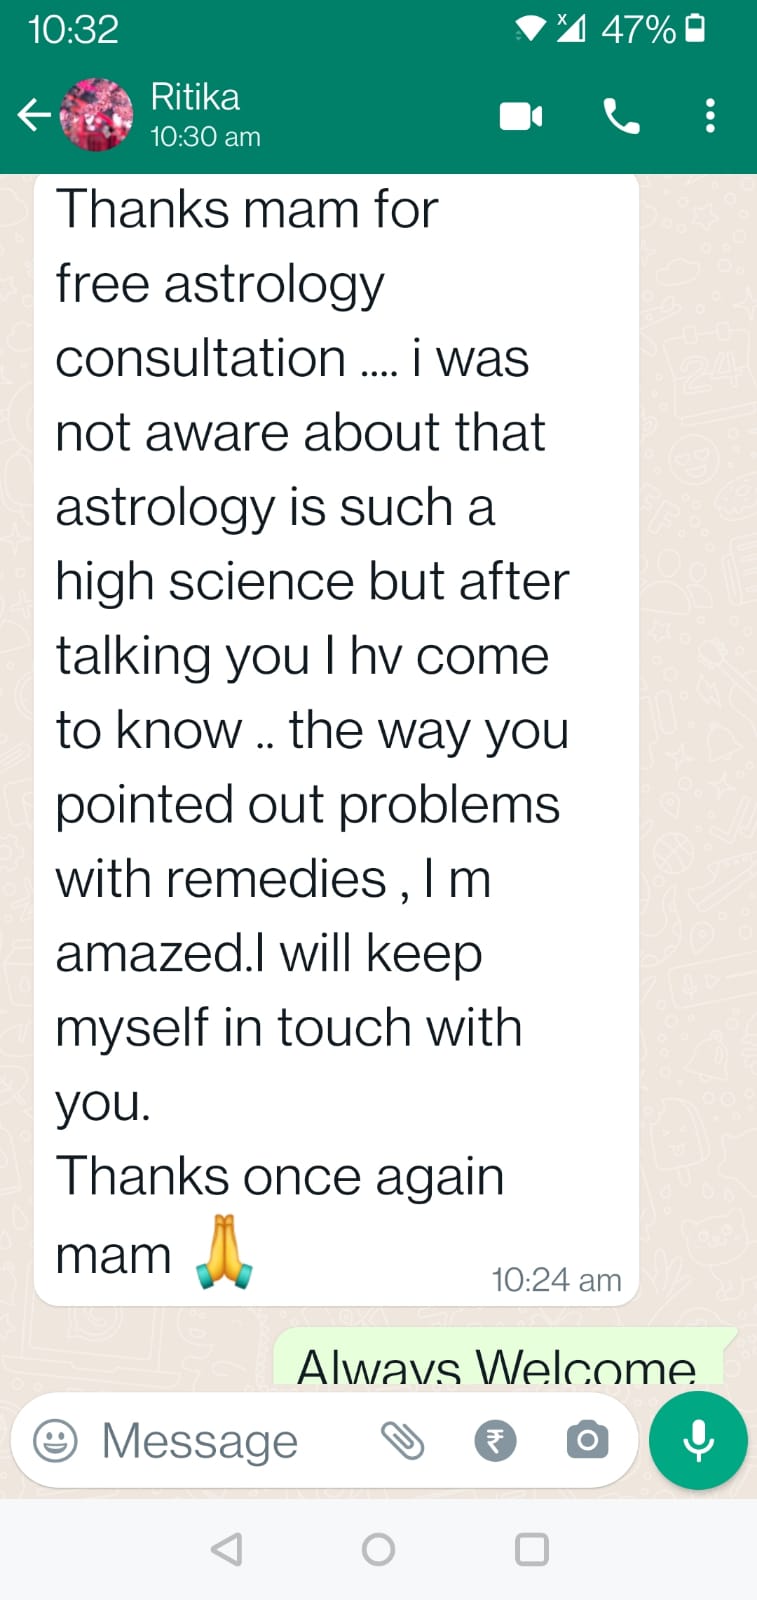 10:32
47%
Ritika
10:30 am
Thanks mam for
free astrology
consultation .... i was
not aware about that
astrology is such a
high science but after
talking you I hv come
to know .. the way you
pointed out problems
with remedies , I m
amazed.I will keep
myself in touch with
you.
Thanks once again
mam 🙏
10:24 am
Always Welcome
Message